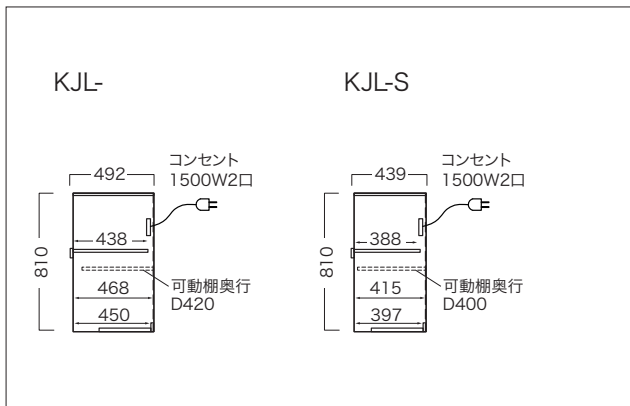 KJL-
492
コンセント
1500W2口
810
438
可動棚奥行
D420
468
450
KJL-S
439
コンセント
1500W2口
810
388
可動棚奥行
D400
415
397